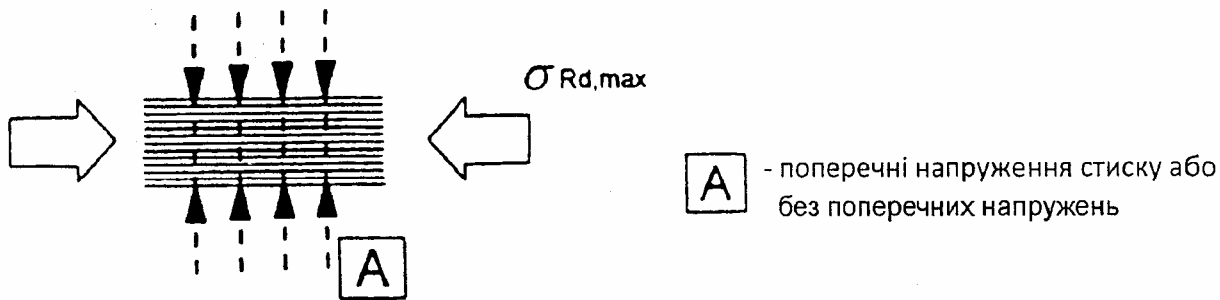 σ Rd,max
A - поперечні напруження стиску або
без поперечних напружень
A